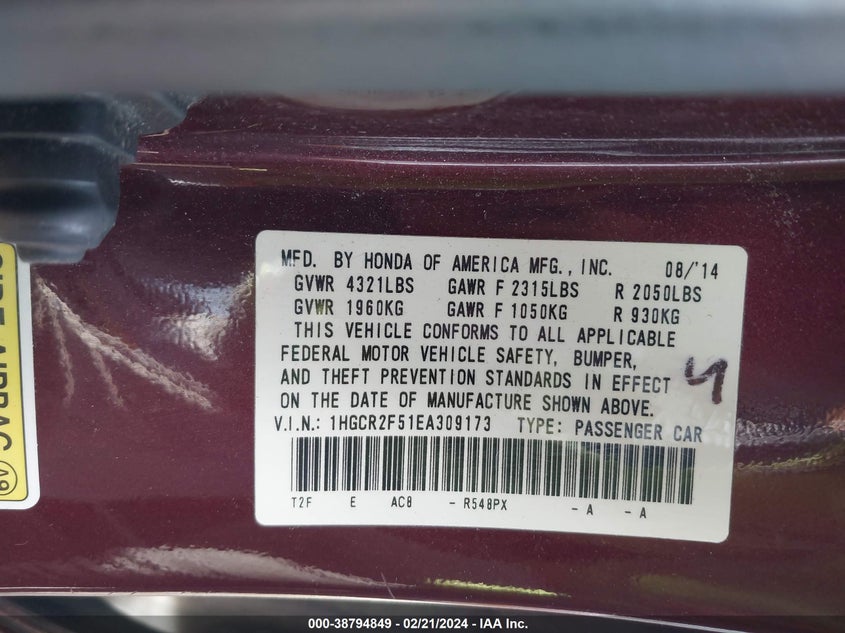 MFD. BY HONDA OF AMERICA MFG., INC. 08/'14
GVWR 4321LBS GAWR F 2315LBS R 2050LBS
GVWR 1960KG GAWR F 1050KG R 930KG
THIS VEHICLE CONFORMS TO ALL APPLICABLE
FEDERAL MOTOR VEHICLE SAFETY, BUMPER,
AND THEFT PREVENTION STANDARDS IN EFFECT
ON THE DATE OF MANUFACTURE SHOWN ABOVE.
V.I.N.: 1HGCR2F51EA309173 TYPE: PASSENGER CAR
T2F E AC8 - R548PX - A - A
SIDE AIRBAG
A9
000-38794849 - 02/21/2024 - IAA Inc.